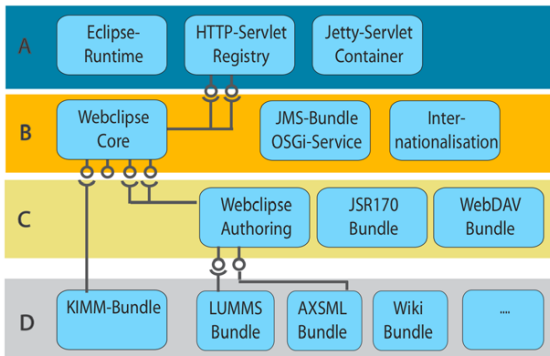 A
Eclipse-
Runtime
HTTP-Servlet
Registry
Jetty-Servlet
Container
B
Webclipse
Core
JMS-Bundle
OSGi-Service
Inter-
nationalisation
C
Webclipse
Authoring
JSR170
Bundle
WebDAV
Bundle
D
KIMM-Bundle
LUMMS
Bundle
AXSML
Bundle
Wiki
Bundle
....